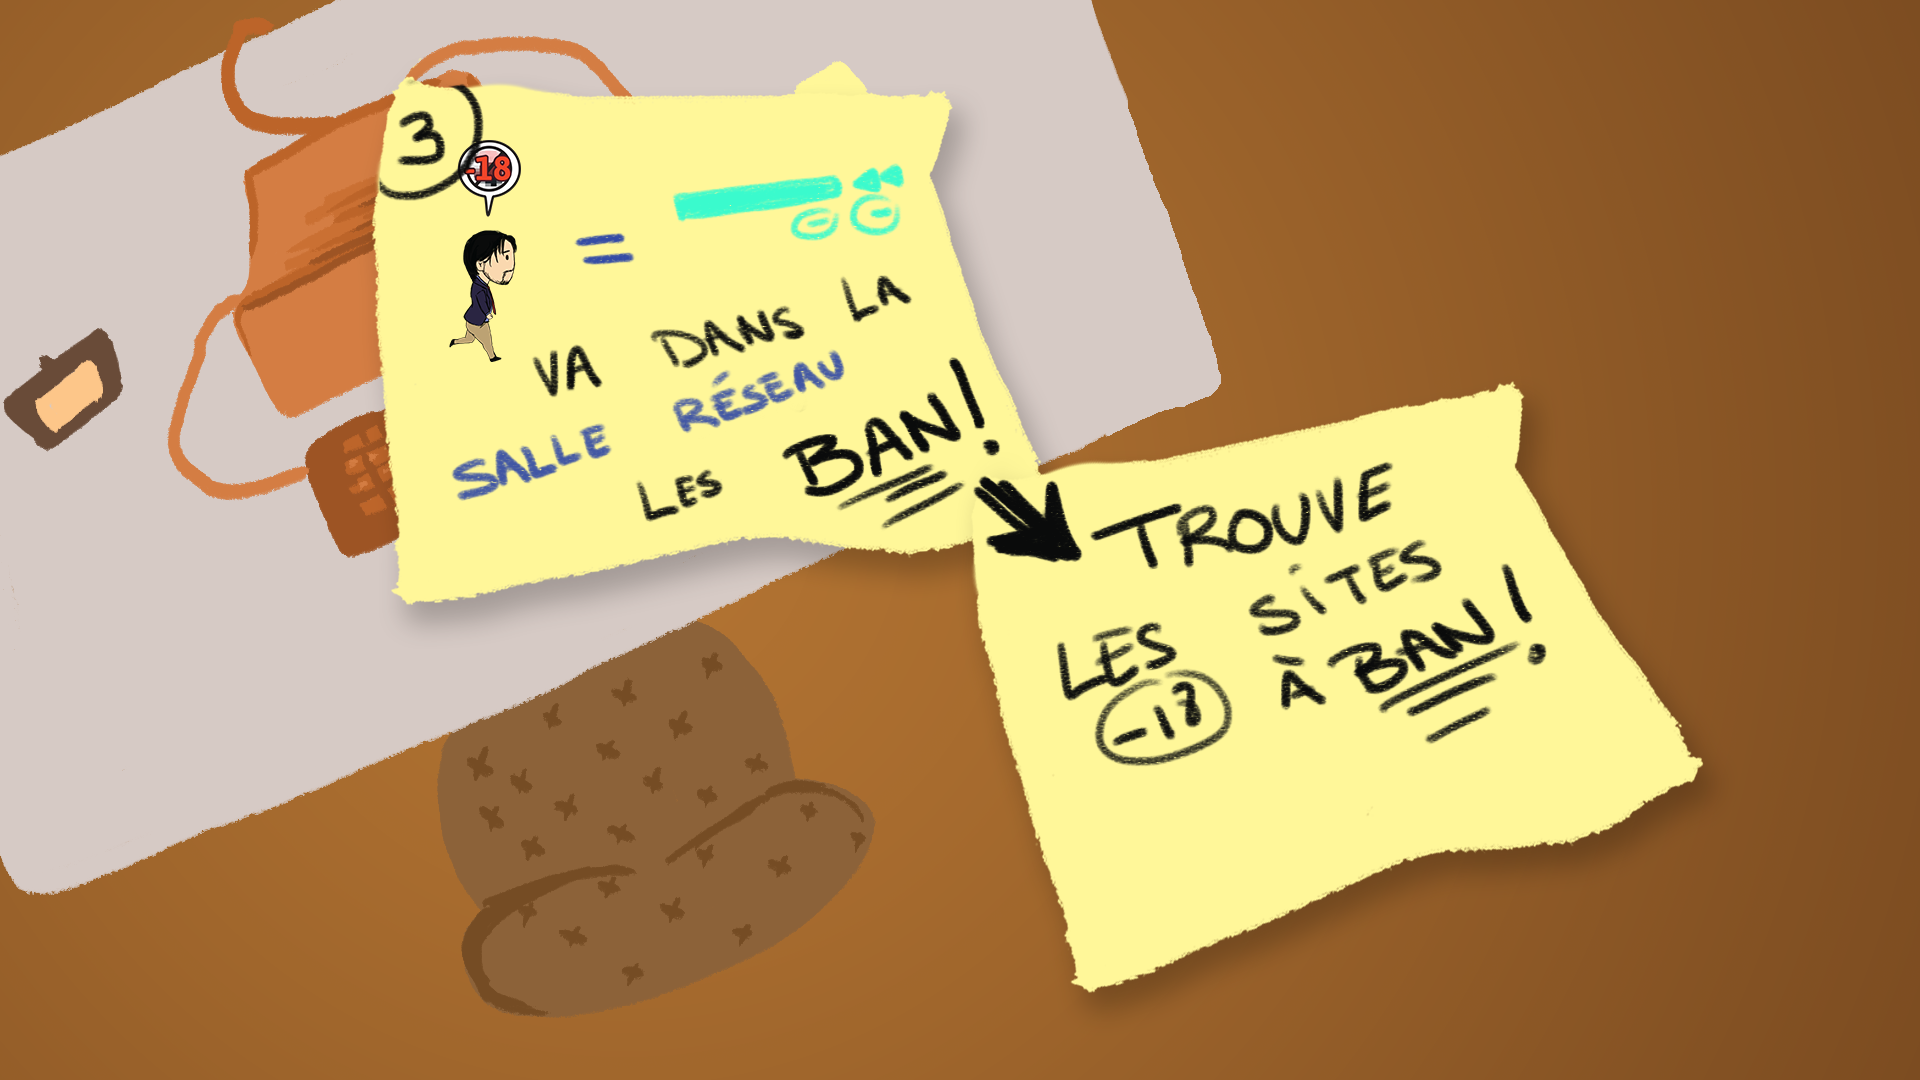 3
-18
=
VA DANS LA
SALLE RÉSEAU
LES BAN!
TROUVE
LES SiTES
-18 À BAN!